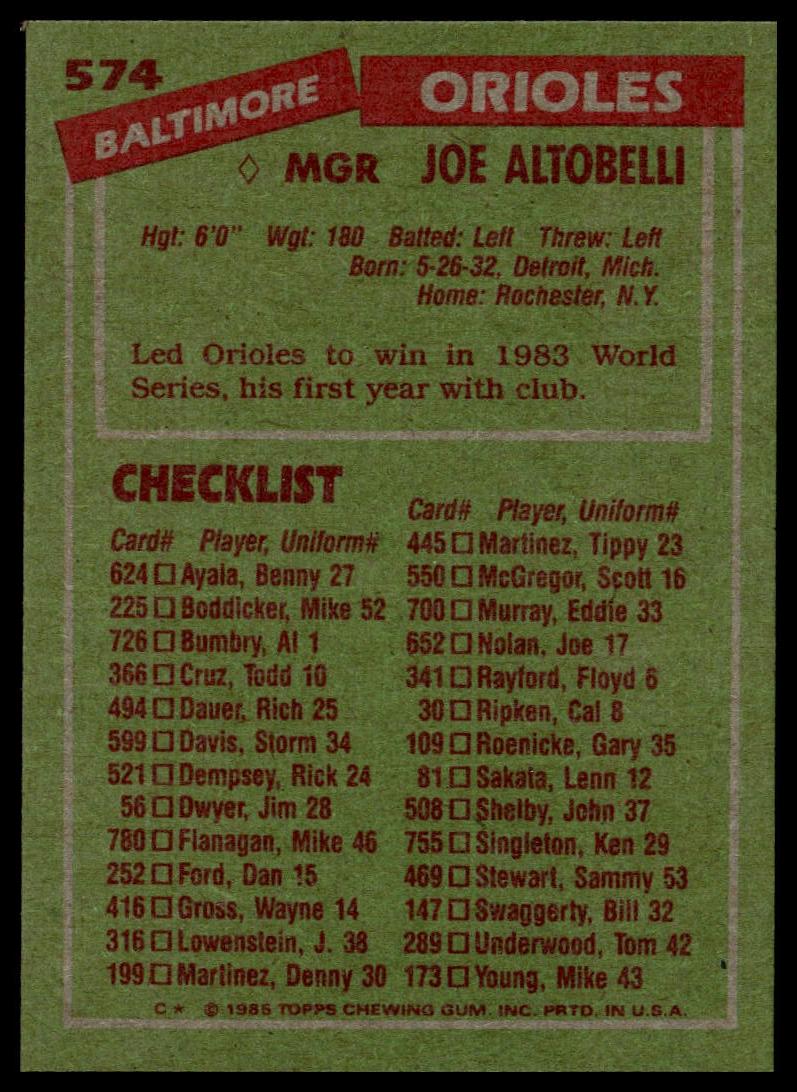 574
BALTIMORE ORIOLES
◇ MGR JOE ALTOBELLI
Hgt: 6'0" Wgt: 180 Batted: Left Threw: Left
Born: 5-26-32, Detroit, Mich.
Home: Rochester, N.Y.
Led Orioles to win in 1983 World
Series, his first year with club.
CHECKLIST
Card# Player, Uniform#
624 □ Ayala, Benny 27
225 □ Boddicker, Mike 52
726 □ Bumbry, Al 1
366 □ Cruz, Todd 10
494 □ Dauer, Rich 25
599 □ Davis, Storm 34
521 □ Dempsey, Rick 24
56 □ Dwyer, Jim 28
780 □ Flanagan, Mike 46
252 □ Ford, Dan 15
416 □ Gross, Wayne 14
316 □ Lowenstein, J. 38
199 □ Martinez, Denny 30
Card# Player, Uniform#
445 □ Martinez, Tippy 23
550 □ McGregor, Scott 16
700 □ Murray, Eddie 33
652 □ Nolan, Joe 17
341 □ Rayford, Floyd 6
30 □ Ripken, Cal 8
109 □ Roenicke, Gary 35
81 □ Sakata, Lenn 12
508 □ Shelby, John 37
755 □ Singleton, Ken 29
469 □ Stewart, Sammy 53
147 □ Swaggerty, Bill 32
289 □ Underwood, Tom 42
173 □ Young, Mike 43
C* © 1985 TOPPS CHEWING GUM, INC. PRTD. IN U.S.A.